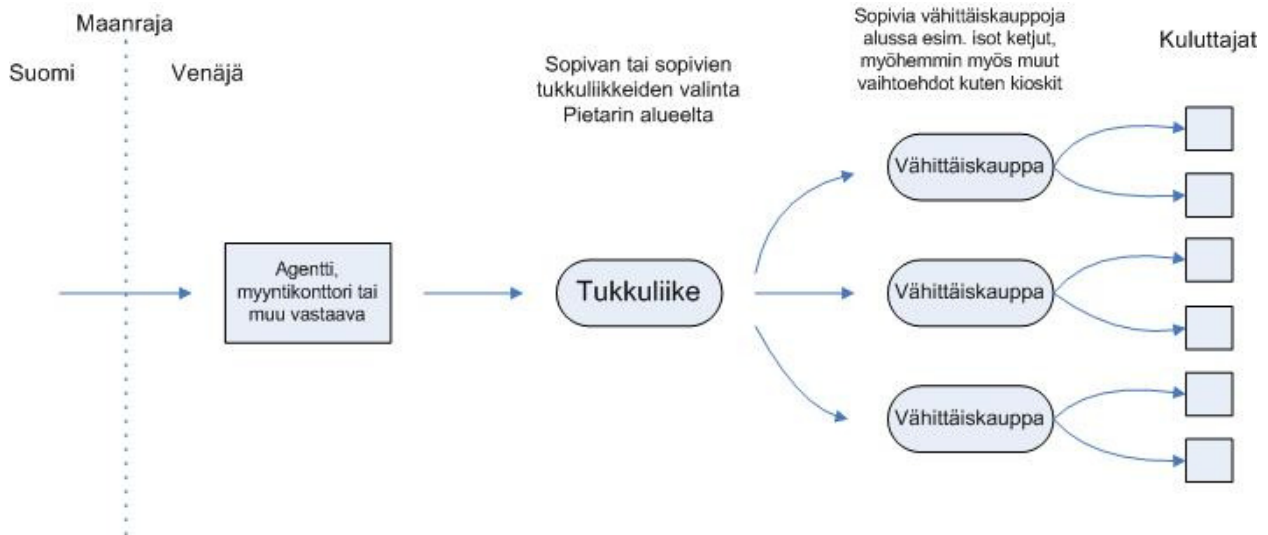 Maanraja
Suomi
Venäjä
Sopivan tai sopivien
tukkuliikkeiden valinta
Pietarin alueelta
Sopivia vähittäiskauppoja
alussa esim. isot ketjut,
myöhemmin myös muut
vaihtoehdot kuten kioskit
Kuluttajat
Agentti,
myyntikonttori tai
muu vastaava
Tukkuliike
Vähittäiskauppa
Vähittäiskauppa
Vähittäiskauppa